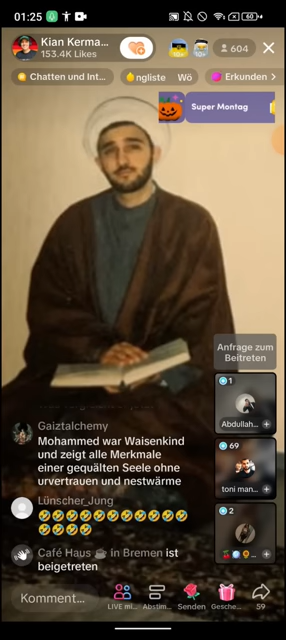 01:25
60
Kian Kerma...
153.4K Likes
604
Chatten und Int...
ngliste
Wö
Erkunden >
Super Montag
Anfrage zum
Beitreten
1
Abdullah...
69
toni man...
2
Gaiztalchemy
Mohammed war Waisenkind
und zeigt alle Merkmale
einer gequälten Seele ohne
urvertrauen und nestwärme
Lünscher_Jung
🤣🤣🤣🤣🤣🤣🤣🤣🤣🤣🤣🤣
🤣🤣🤣🤣
Café Haus ☕ in Bremen ist
beigetreten
Komment...
LIVE mi...
Abstim...
Senden
Gesche...
59